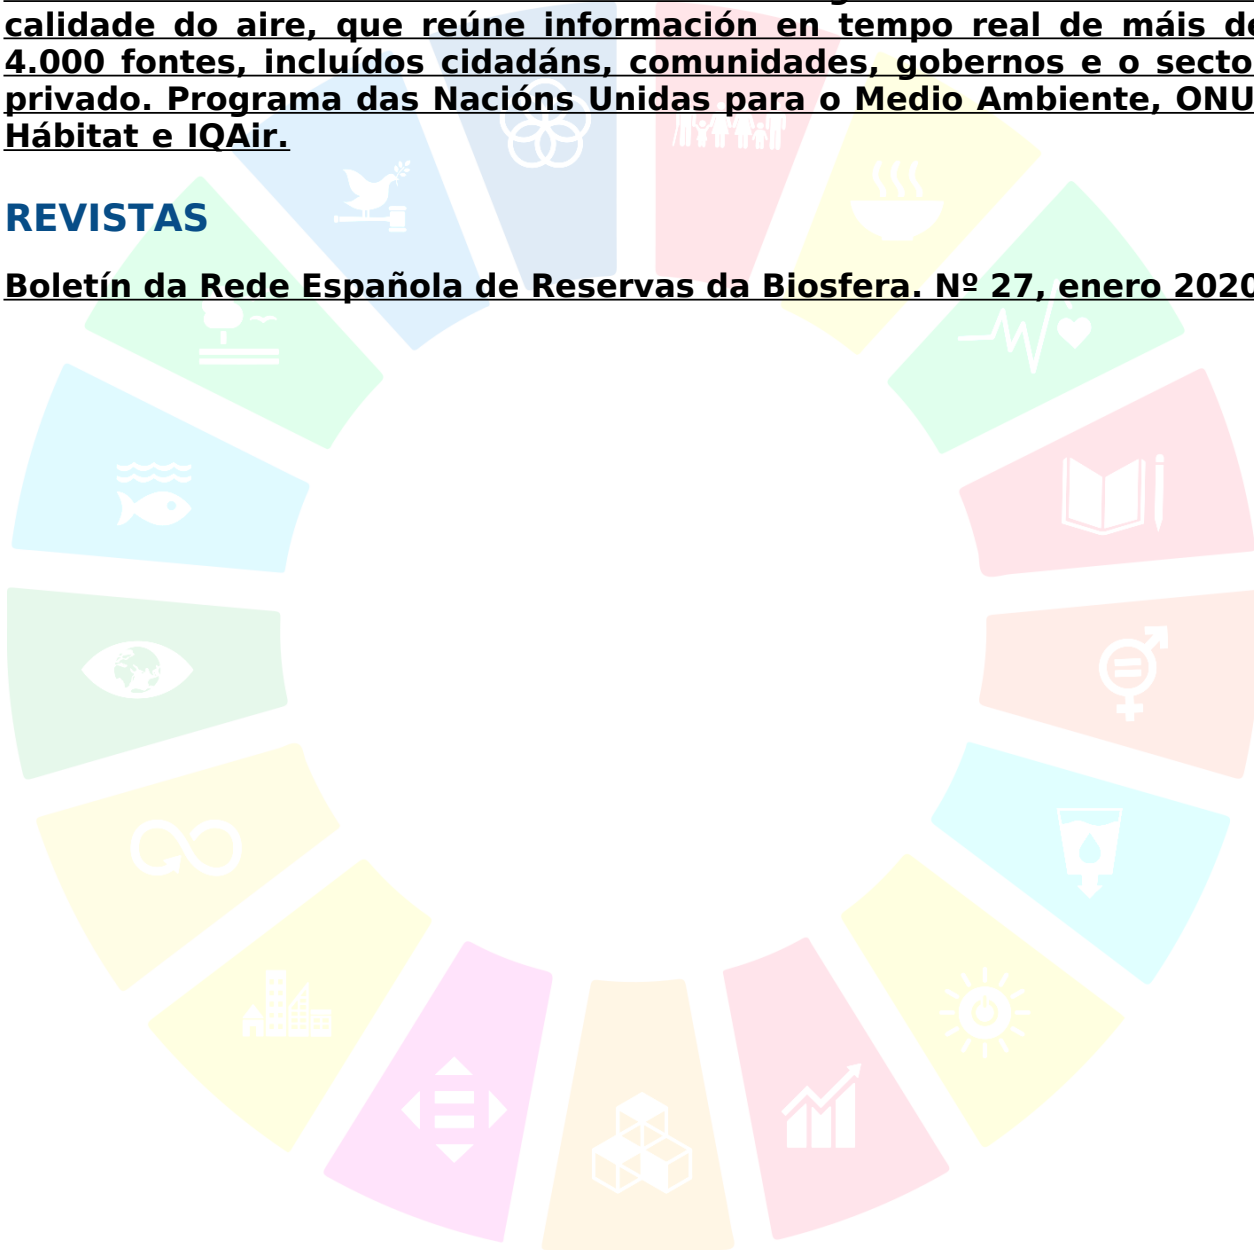 calidade do aire, que reúne información en tempo real de máis de
4.000 fontes, incluídos cidadáns, comunidades, gobernos e o
privado. Programa das Nacións Unidas para o Medio Ambiente, ONU
Hábitat e IQAir.
REVISTAS
Boletín da Rede Española de Reservas da Biosfera. Nº 27, enero 2020